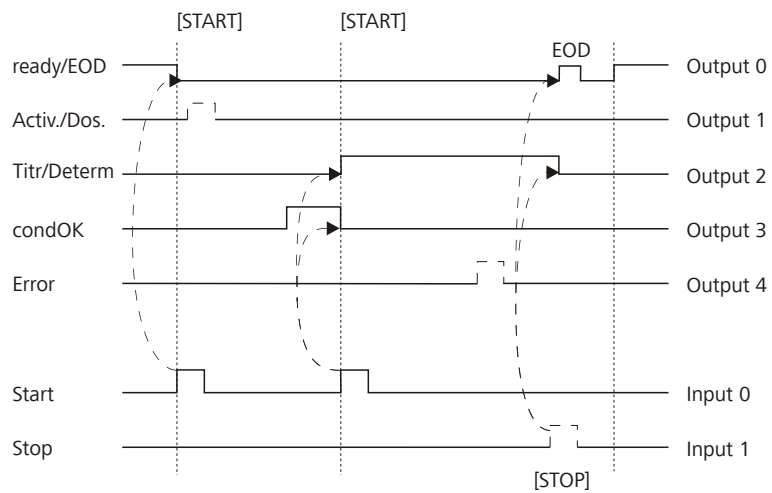 [START] [START]
EOD
ready/EOD Output 0
Activ./Dos. Output 1
Titr/Determ Output 2
condOK Output 3
Error Output 4
Start Input 0
Stop Input 1
[STOP]